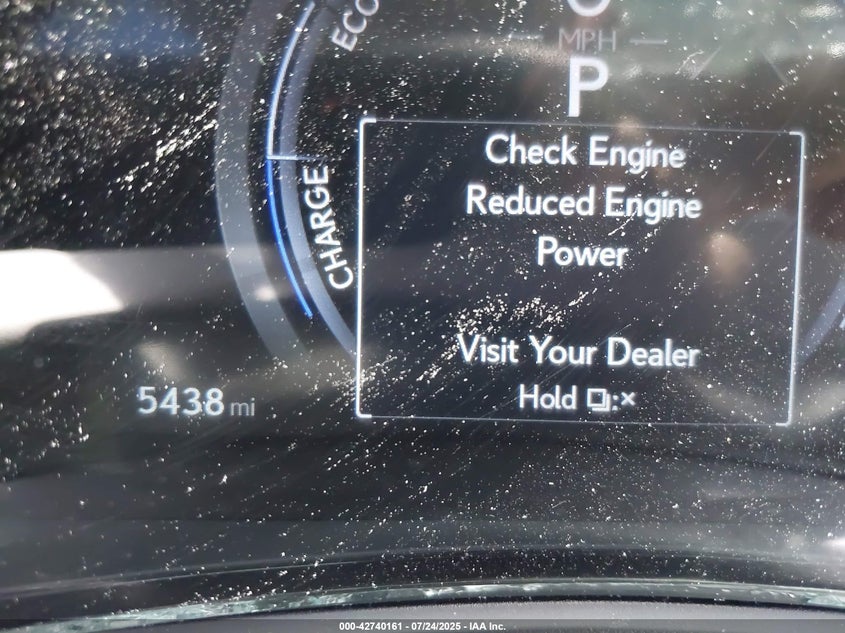 ECO
MPH
P
Check Engine
Reduced Engine
Power
CHARGE
Visit Your Dealer
Hold :×
5438 mi
000-42740161 - 07/24/2025 - IAA Inc.